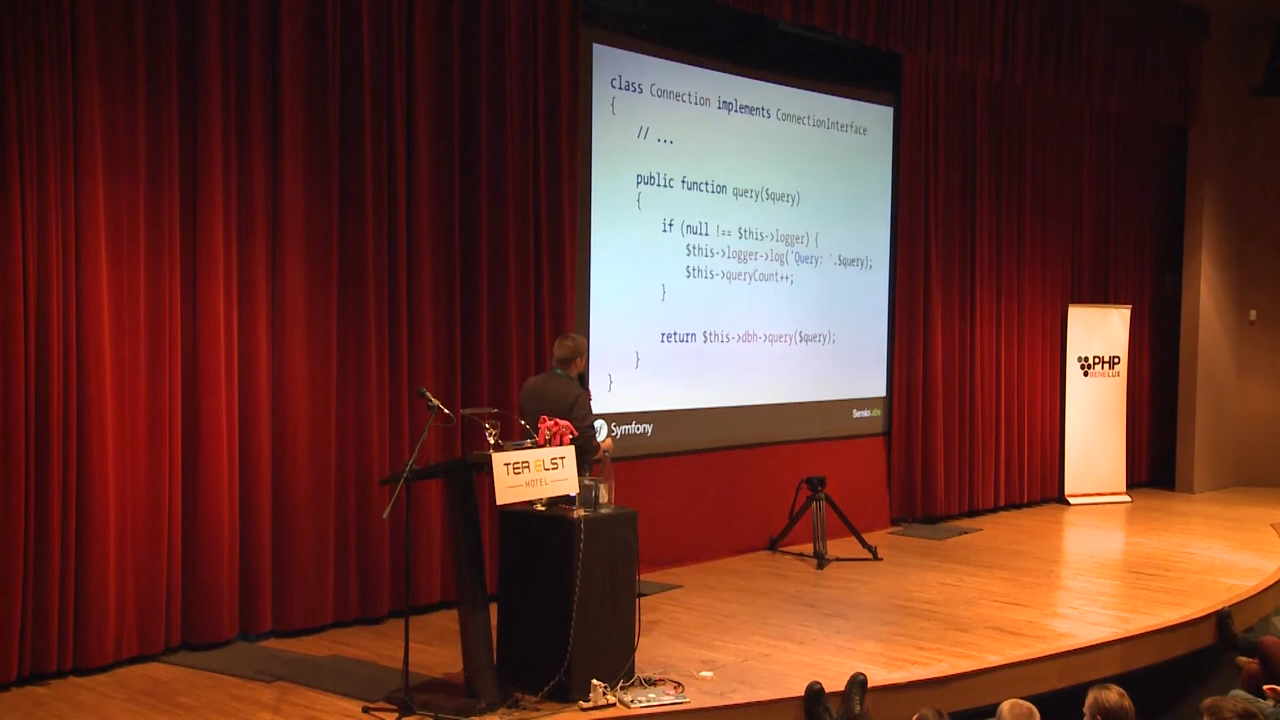 class Connection implements ConnectionInterface
{
// ...
public function query($query)
{
if (null !== $this->logger) {
$this->logger->log('Query: '.$query);
$this->queryCount++;
}
return $this->dbh->query($query);
}
}
Symfony
SensioLabs
TER ELST
HOTEL
PHP
BENELUX